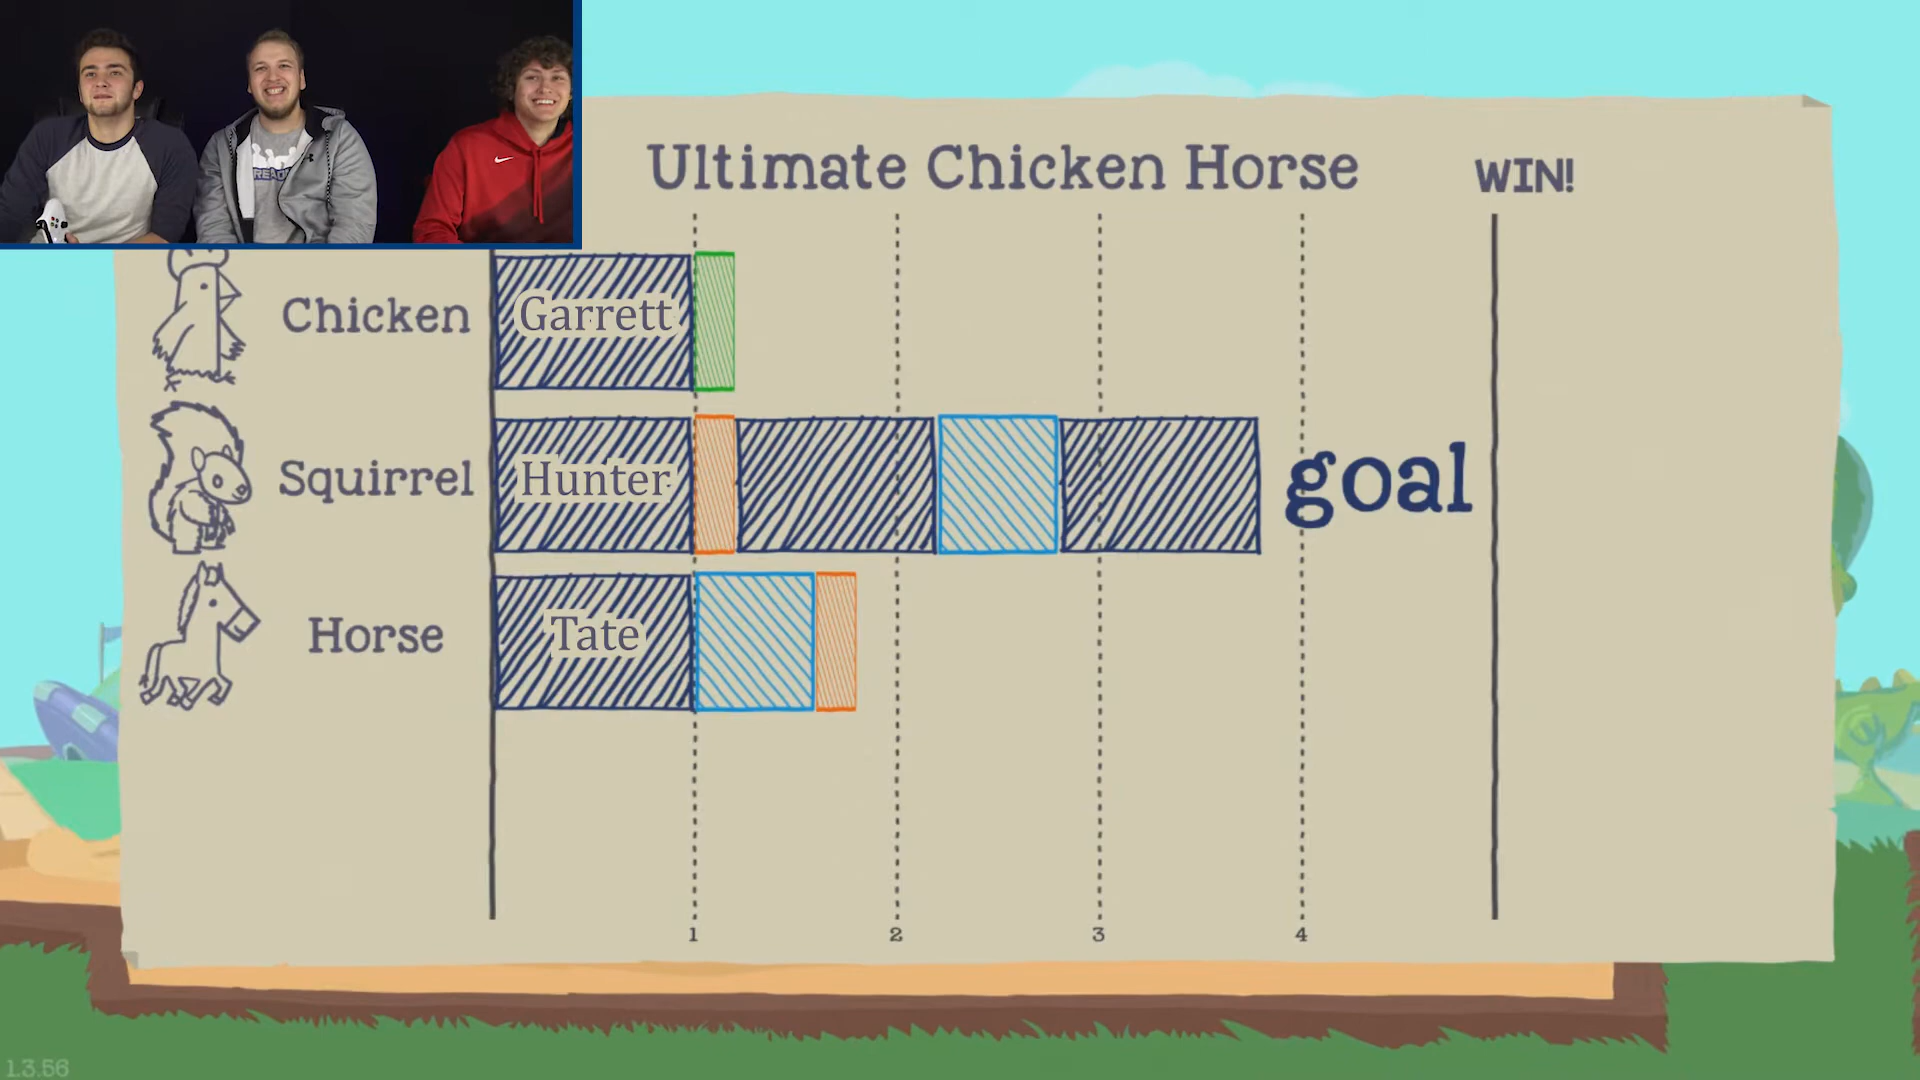 Ultimate Chicken Horse
WIN!
Chicken
Garrett
Squirrel
Hunter
goal
Horse
Tate
1
2
3
4
1.3.56